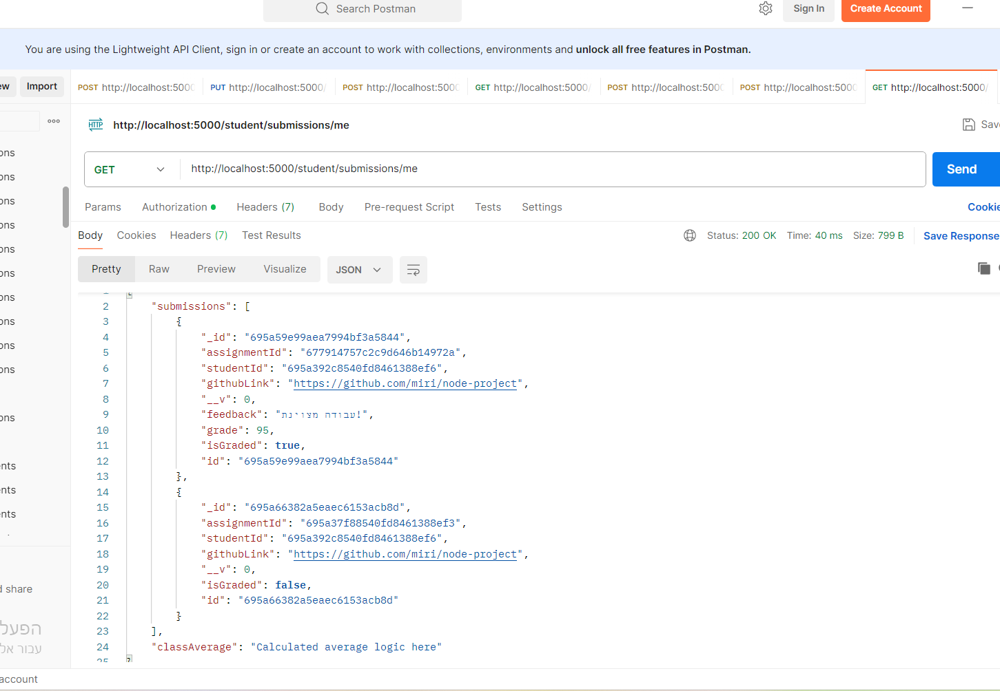 Search Postman
Sign In
Create Account
You are using the Lightweight API Client, sign in or create an account to work with collections, environments and unlock all free features in Postman.
ew
Import
POST http://localhost:5000
PUT http://localhost:5000/
POST http://localhost:5000
GET http://localhost:5000/
POST http://localhost:5000
POST http://localhost:5000
GET http://localhost:5000/
HTTP http://localhost:5000/student/submissions/me
Save
GET http://localhost:5000/student/submissions/me
Send
Params Authorization Headers (7) Body Pre-request Script Tests Settings
Cookie
Body Cookies Headers (7) Test Results
Status: 200 OK Time: 40 ms Size: 799 B
Save Response
Pretty Raw Preview Visualize
JSON
2 "submissions": [
3 {
4 "_id": "695a59e99aea7994bf3a5844",
5 "assignmentId": "677914757c2c9d646b14972a",
6 "studentId": "695a392c8540fd8461388ef6",
7 "githubLink": "https://github.com/miri/node-project",
8 "__v": 0,
9 "feedback": "עבודה מצוינת!",
10 "grade": 95,
11 "isGraded": true,
12 "id": "695a59e99aea7994bf3a5844"
13 },
14 {
15 "_id": "695a66382a5eaec6153acb8d",
16 "assignmentId": "695a37f88540fd8461388ef3",
17 "studentId": "695a392c8540fd8461388ef6",
18 "githubLink": "https://github.com/miri/node-project",
19 "__v": 0,
20 "isGraded": false,
21 "id": "695a66382a5eaec6153acb8d"
22 }
23 ],
24 "classAverage": "Calculated average logic here"
25 }
ons
ons
ons
ons
ons
ons
ons
ons
ons
ons
ons
ents
ents
ents
d share
הפעל
עבור אל
account